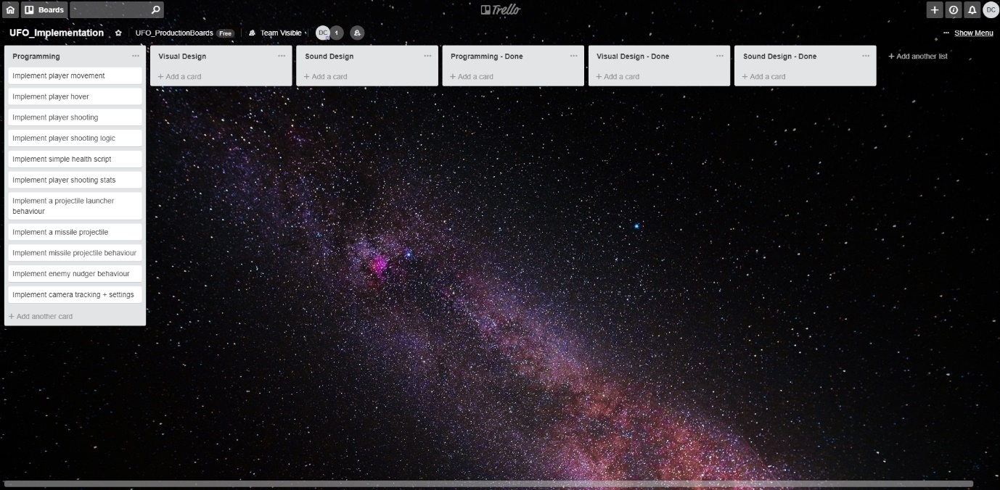 Boards
Trello
DC
UFO_Implementation
UFO_ProductionBoards Free
Team Visible
DC 1
Show Menu
Programming
Implement player movement
Implement player hover
Implement player shooting
Implement player shooting logic
Implement simple health script
Implement player shooting stats
Implement a projectile launcher
behaviour
Implement a missile projectile
Implement missile projectile behaviour
Implement enemy nudger behaviour
Implement camera tracking + settings
+ Add another card
Visual Design
+ Add a card
Sound Design
+ Add a card
Programming - Done
+ Add a card
Visual Design - Done
+ Add a card
Sound Design - Done
+ Add a card
+ Add another list